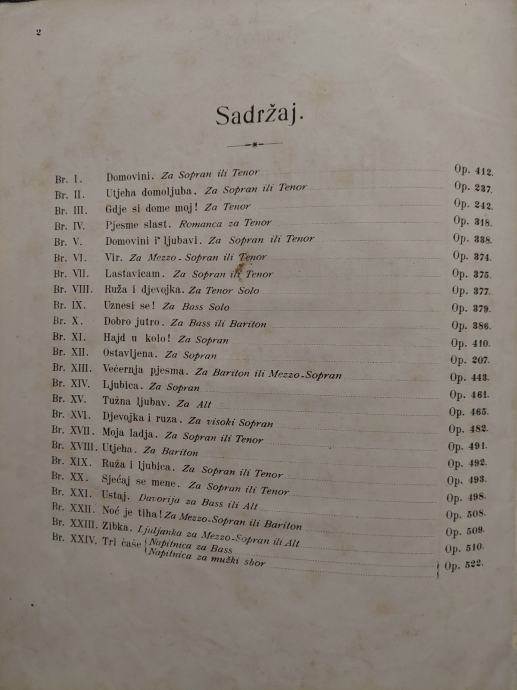 2
Sadržaj.
Br. I. Domovini. Za Sopran ili Tenor Op. 412.
Br. II. Utjeha domoljuba. Za Sopran ili Tenor Op. 237.
Br. III. Gdje si dome moj! Za Tenor Op. 242.
Br. IV. Pjesme slast. Romanca za Tenor Op. 318.
Br. V. Domovini i ljubavi. Za Sopran ili Tenor Op. 338.
Br. VI. Vir. Za Mezzo-Sopran ili Tenor Op. 374.
Br. VII. Lastavicam. Za Sopran ili Tenor Op. 375.
Br. VIII. Ruža i djevojka. Za Tenor Solo Op. 377.
Br. IX. Uznesi se! Za Bass Solo Op. 379.
Br. X. Dobro jutro. Za Bass ili Bariton Op. 386.
Br. XI. Hajd u kolo! Za Sopran Op. 410.
Br. XII. Ostavljena. Za Sopran Op. 207.
Br. XIII. Večernja pjesma. Za Bariton ili Mezzo-Sopran Op. 443.
Br. XIV. Ljubica. Za Sopran Op. 461.
Br. XV. Tužna ljubav. Za Alt Op. 465.
Br. XVI. Djevojka i ruza. Za visoki Sopran Op. 482.
Br. XVII. Moja ladja. Za Sopran ili Tenor Op. 491.
Br. XVIII. Utjeha. Za Bariton Op. 492.
Br. XIX. Ruža i ljubica. Za Sopran ili Tenor Op. 493.
Br. XX. Sjećaj se mene. Za Sopran ili Tenor Op. 498.
Br. XXI. Ustaj. Davorija za Bass ili Alt Op. 508.
Br. XXII. Noć je tiha! Za Mezzo-Sopran ili Bariton Op. 509.
Br. XXIII. Zibka. Ljuljanka za Mezzo-Sopran ili Alt Op. 510.
Br. XXIV. Tri čaše { Napitnica za Bass
Napitnica za mužki sbor } Op. 522.